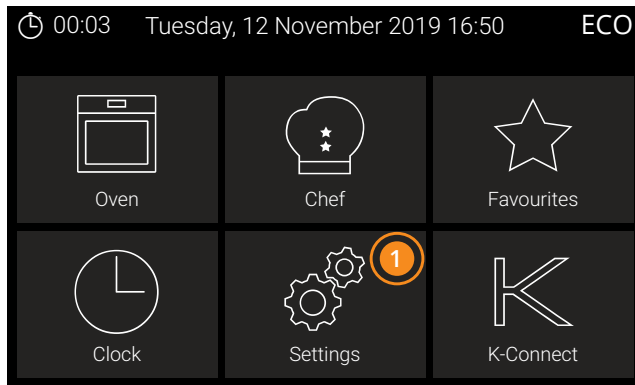 00:03 Tuesday, 12 November 2019 16:50 ECO
Oven Chef Favourites
1
Clock Settings K-Connect